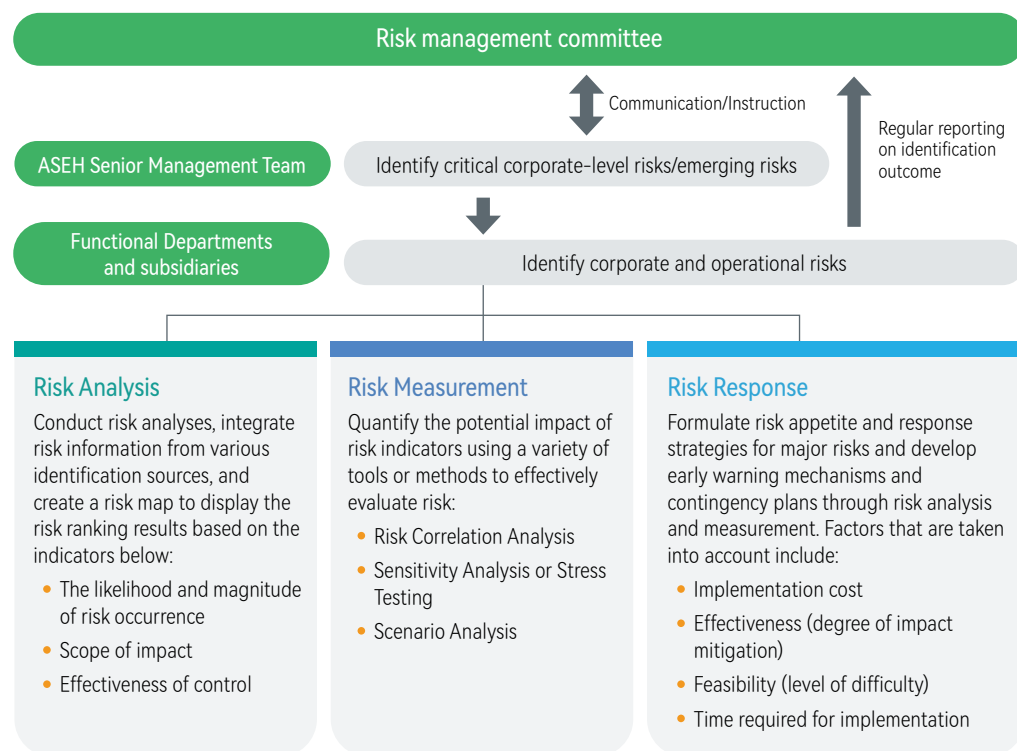 Risk management committee
Communication/Instruction
Regular reporting
on identification
outcome
ASEH Senior Management Team
Identify critical corporate-level risks/emerging risks
Functional Departments
and subsidiaries
Identify corporate and operational risks
Risk Analysis
Conduct risk analyses, integrate
risk information from various
identification sources, and
create a risk map to display the
risk ranking results based on the
indicators below:
• The likelihood and magnitude
of risk occurrence
• Scope of impact
• Effectiveness of control
Risk Measurement
Quantify the potential impact of
risk indicators using a variety of
tools or methods to effectively
evaluate risk:
• Risk Correlation Analysis
• Sensitivity Analysis or Stress
Testing
• Scenario Analysis
Risk Response
Formulate risk appetite and response
strategies for major risks and develop
early warning mechanisms and
contingency plans through risk analysis
and measurement. Factors that are taken
into account include:
• Implementation cost
• Effectiveness (degree of impact
mitigation)
• Feasibility (level of difficulty)
• Time required for implementation